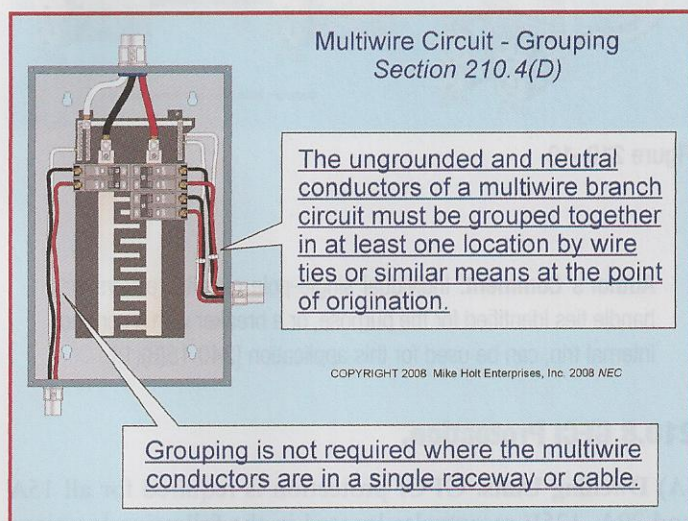 Multiwire Circuit - Grouping
Section 210.4(D)
The ungrounded and neutral
conductors of a multiwire branch
circuit must be grouped together
in at least one location by wire
ties or similar means at the point
of origination.
COPYRIGHT 2008 Mike Holt Enterprises, Inc. 2008 NEC
Grouping is not required where the multiwire
conductors are in a single raceway or cable.